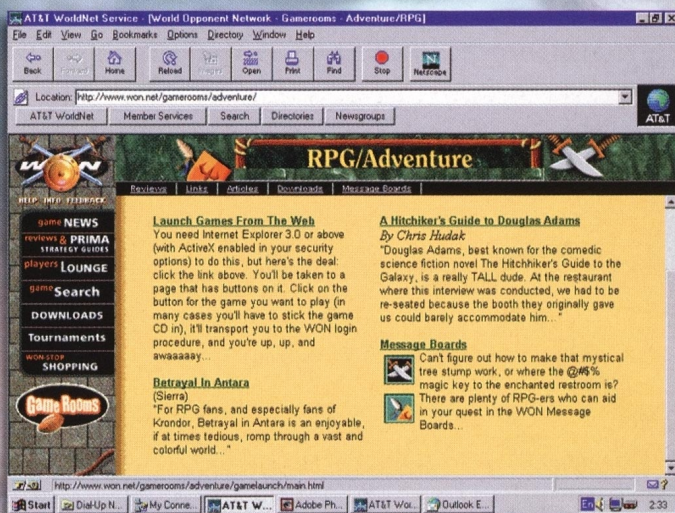 AT&T WorldNet Service - [World Opponent Network - Gamerooms - Adventure/RPG]
File Edit View Go Bookmarks Options Directory Window Help
Back Forward Home Reload Images Open Print Find Stop Netscape
Location: http://www.won.net/gamerooms/adventure/
AT&T WorldNet Member Services Search Directories Newsgroups
AT&T
WON
HELP INFO FEEDBACK
game NEWS
reviews & PRIMA
STRATEGY GUIDES
players LOUNGE
game Search
DOWNLOADS
Tournaments
WON-STOP
SHOPPING
Game Rooms
RPG/Adventure
Reviews | Links | Articles | Downloads | Message Boards |
Launch Games From The Web
You need Internet Explorer 3.0 or above
(with ActiveX enabled in your security
options) to do this, but here's the deal:
click the link above. You'll be taken to a
page that has buttons on it. Click on the
button for the game you want to play (in
many cases you'll have to stick the game
CD in), it'll transport you to the WON login
procedure, and you're up, up, and
awaaaaay...
Betrayal In Antara
(Sierra)
"For RPG fans, and especially fans of
Krondor, Betrayal in Antara is an enjoyable,
if at times tedious, romp through a vast and
colorful world..."
A Hitchiker's Guide to Douglas Adams
By Chris Hudak
"Douglas Adams, best known for the comedic
science fiction novel The Hitchhiker's Guide to the
Galaxy, is a really TALL dude. At the restaurant
where this interview was conducted, we had to be
re-seated because the booth they originally gave
us could barely accommodate him..."
Message Boards
Can't figure out how to make that mystical
tree stump work, or where the @#$%
magic key to the enchanted restroom is?
There are plenty of RPG-ers who can aid
in your quest in the WON Message
Boards...
http://www.won.net/gamerooms/adventure/gamelaunch/main.html
Start Dial-Up N... My Conne... AT&T W... Adobe Ph... AT&T Wor... Outlook E... En 2:33